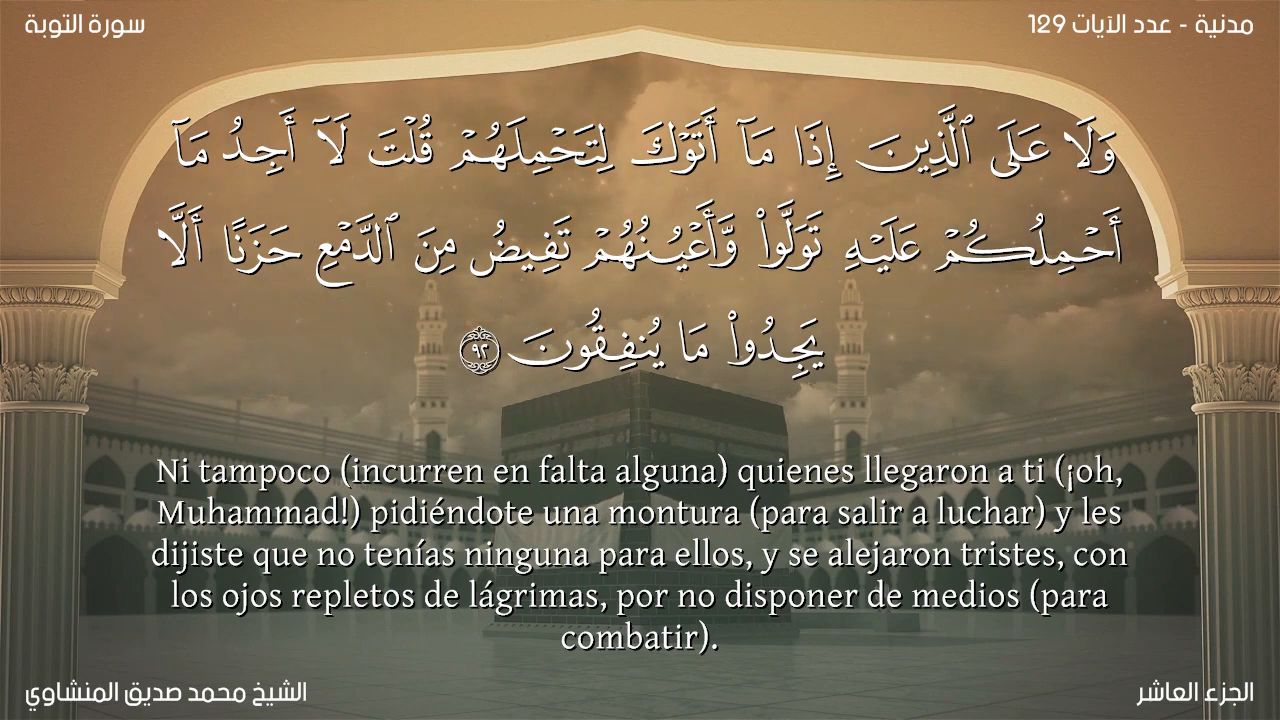 سورة التوبة
مدنية - عدد الآيات 129
وَلَا عَلَى ٱلَّذِينَ إِذَا مَآ أَتَوۡكَ لِتَحۡمِلَهُمۡ قُلۡتَ لَآ أَجِدُ مَآ
أَحۡمِلُكُمۡ عَلَيۡهِ تَوَلَّواْ وَّأَعۡيُنُهُمۡ تَفِيضُ مِنَ ٱلدَّمۡعِ حَزَنًا أَلَّا
يَجِدُواْ مَا يُنفِقُونَ ٩٢
Ni tampoco (incurren en falta alguna) quienes llegaron a ti (¡oh,
Muhammad!) pidiéndote una montura (para salir a luchar) y les
dijiste que no tenías ninguna para ellos, y se alejaron tristes, con
los ojos repletos de lágrimas, por no disponer de medios (para
combatir).
الشيخ محمد صديق المنشاوي
الجزء العاشر